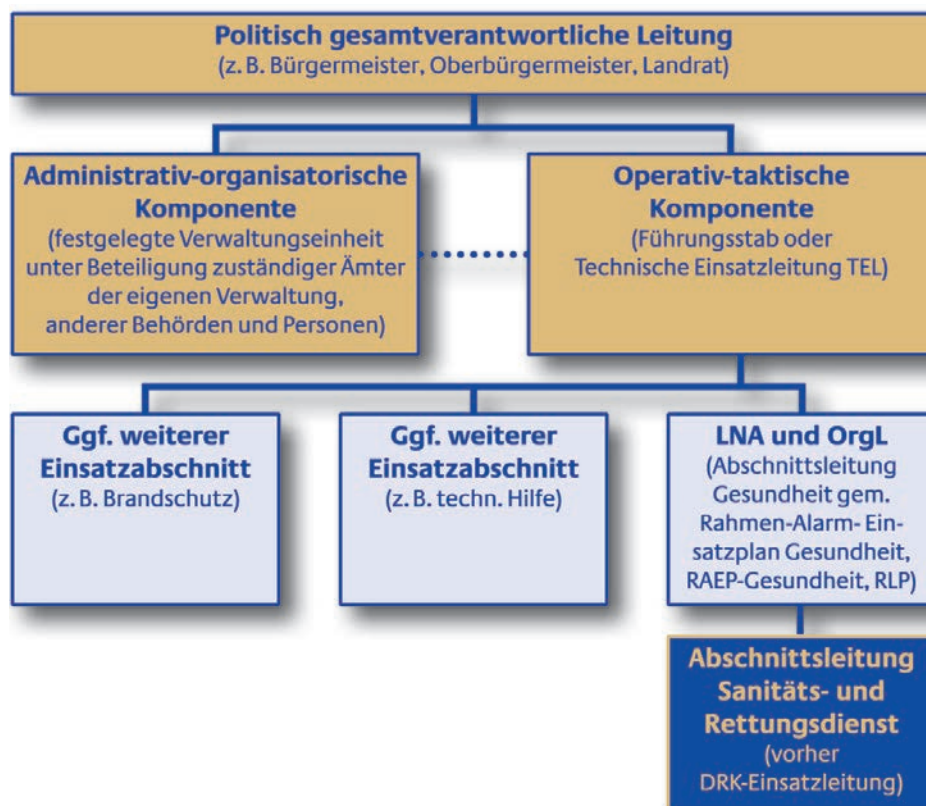 Politisch gesamtverantwortliche Leitung
(z. B. Bürgermeister, Oberbürgermeister, Landrat)
Administrativ-organisatorische
Komponente
(festgelegte Verwaltungseinheit
unter Beteiligung zuständiger Ämter
der eigenen Verwaltung,
anderer Behörden und Personen)
Operativ-taktische
Komponente
(Führungsstab oder
Technische Einsatzleitung TEL)
Ggf. weiterer
Einsatzabschnitt
(z. B. Brandschutz)
Ggf. weiterer
Einsatzabschnitt
(z. B. techn. Hilfe)
LNA und OrgL
(Abschnittsleitung
Gesundheit gem.
Rahmen-Alarm- Ein-
satzplan Gesundheit,
RAEP-Gesundheit, RLP)
Abschnittsleitung
Sanitäts- und
Rettungsdienst
(vorher
DRK-Einsatzleitung)